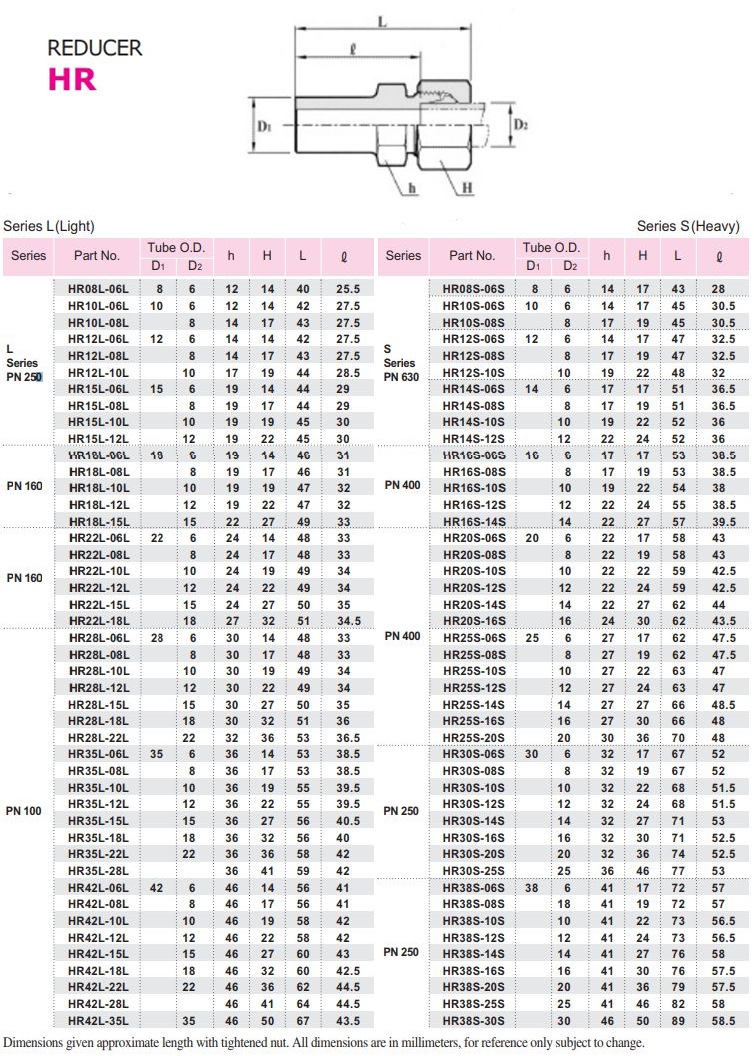 REDUCER
HR
L
ℓ
D1
D2
h
H
Series L(Light)
Series Part No. Tube O.D. h H L ℓ
D1 D2
L
Series
PN 250
HR08L-06L 8 6 12 14 40 25.5
HR10L-06L 10 6 12 14 42 27.5
HR10L-08L 8 14 17 43 27.5
HR12L-06L 12 6 14 14 42 27.5
HR12L-08L 8 14 17 43 27.5
HR12L-10L 10 17 19 44 28.5
HR15L-06L 15 6 19 14 44 29
HR15L-08L 8 19 17 44 29
HR15L-10L 10 19 19 45 30
HR15L-12L 12 19 22 45 30
PN 160
HR18L-06L 18 6 19 14 46 31
HR18L-08L 8 19 17 46 31
HR18L-10L 10 19 19 47 32
HR18L-12L 12 19 22 47 32
HR18L-15L 15 22 27 49 33
PN 160
HR22L-06L 22 6 24 14 48 33
HR22L-08L 8 24 17 48 33
HR22L-10L 10 24 19 49 34
HR22L-12L 12 24 22 49 34
HR22L-15L 15 24 27 50 35
HR22L-18L 18 27 32 51 34.5
PN 100
HR28L-06L 28 6 30 14 48 33
HR28L-08L 8 30 17 48 33
HR28L-10L 10 30 19 49 34
HR28L-12L 12 30 22 49 34
HR28L-15L 15 30 27 50 35
HR28L-18L 18 30 32 51 36
HR28L-22L 22 32 36 53 36.5
HR35L-06L 35 6 36 14 53 38.5
HR35L-08L 8 36 17 53 38.5
HR35L-10L 10 36 19 55 39.5
HR35L-12L 12 36 22 55 39.5
HR35L-15L 15 36 27 56 40.5
HR35L-18L 18 36 32 56 40
HR35L-22L 22 36 36 58 42
HR35L-28L 36 41 59 42
HR42L-06L 42 6 46 14 56 41
HR42L-08L 8 46 17 56 41
HR42L-10L 10 46 19 58 42
HR42L-12L 12 46 22 58 42
HR42L-15L 15 46 27 60 43
HR42L-18L 18 46 32 60 42.5
HR42L-22L 22 46 36 62 44.5
HR42L-28L 46 41 64 44.5
HR42L-35L 35 46 50 67 43.5
Series S(Heavy)
Series Part No. Tube O.D. h H L ℓ
D1 D2
S
Series
PN 630
HR08S-06S 8 6 14 17 43 28
HR10S-06S 10 6 14 17 45 30.5
HR10S-08S 8 17 19 45 30.5
HR12S-06S 12 6 14 17 47 32.5
HR12S-08S 8 17 19 47 32.5
HR12S-10S 10 19 22 48 32
HR14S-06S 14 6 17 17 51 36.5
HR14S-08S 8 17 19 51 36.5
HR14S-10S 10 19 22 52 36
HR14S-12S 12 22 24 52 36
PN 400
HR16S-06S 16 6 17 17 53 38.5
HR16S-08S 8 17 19 53 38.5
HR16S-10S 10 19 22 54 38
HR16S-12S 12 22 24 55 38.5
HR16S-14S 14 22 27 57 39.5
PN 400
HR20S-06S 20 6 22 17 58 43
HR20S-08S 8 22 19 58 43
HR20S-10S 10 22 22 59 42.5
HR20S-12S 12 22 24 59 42.5
HR20S-14S 14 22 27 62 44
HR20S-16S 16 24 30 62 43.5
HR25S-06S 25 6 27 17 62 47.5
HR25S-08S 8 27 19 62 47.5
HR25S-10S 10 27 22 63 47
HR25S-12S 12 27 24 63 47
HR25S-14S 14 27 27 66 48.5
HR25S-16S 16 27 30 66 48
HR25S-20S 20 30 36 70 48
PN 250
HR30S-06S 30 6 32 17 67 52
HR30S-08S 8 32 19 67 52
HR30S-10S 10 32 22 68 51.5
HR30S-12S 12 32 24 68 51.5
HR30S-14S 14 32 27 71 53
HR30S-16S 16 32 30 71 52.5
HR30S-20S 20 32 36 74 52.5
HR30S-25S 25 36 46 77 53
PN 250
HR38S-06S 38 6 41 17 72 57
HR38S-08S 18 41 19 72 57
HR38S-10S 10 41 22 73 56.5
HR38S-12S 12 41 24 73 56.5
HR38S-14S 14 41 27 76 58
HR38S-16S 16 41 30 76 57.5
HR38S-20S 20 41 36 79 57.5
HR38S-25S 25 41 46 82 58
HR38S-30S 30 46 50 89 58.5
Dimensions given approximate length with tightened nut. All dimensions are in millimeters, for reference only subject to change.